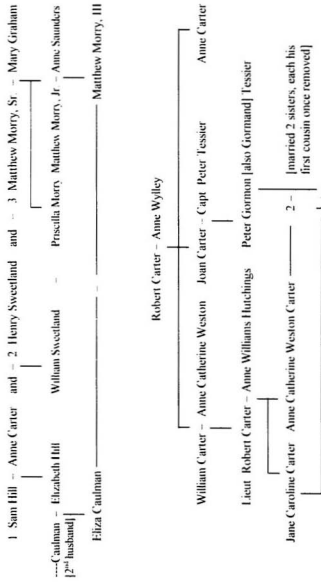 1 Sam Hill – Anne Carter and – 2 Henry Sweetland and – 3 Matthew Morry, Sr. – Mary Graham
----Caulman – Elizabeth Hill William Sweetland – Priscilla Morry Matthew Morry, Jr – Anne Saunders
[2nd husband]
Eliza Caulman Matthew Morry, III
Robert Carter – Anne Wylley
William Carter – Anne Catherine Weston Joan Carter – Capt Peter Tessier Anne Carter
Lieut Robert Carter – Anne Williams Hutchings Peter Gormon [also Gormand] Tessier
Jane Caroline Carter Anne Catherine Weston Carter 2 – [married 2 sisters, each his
first cousin once removed]